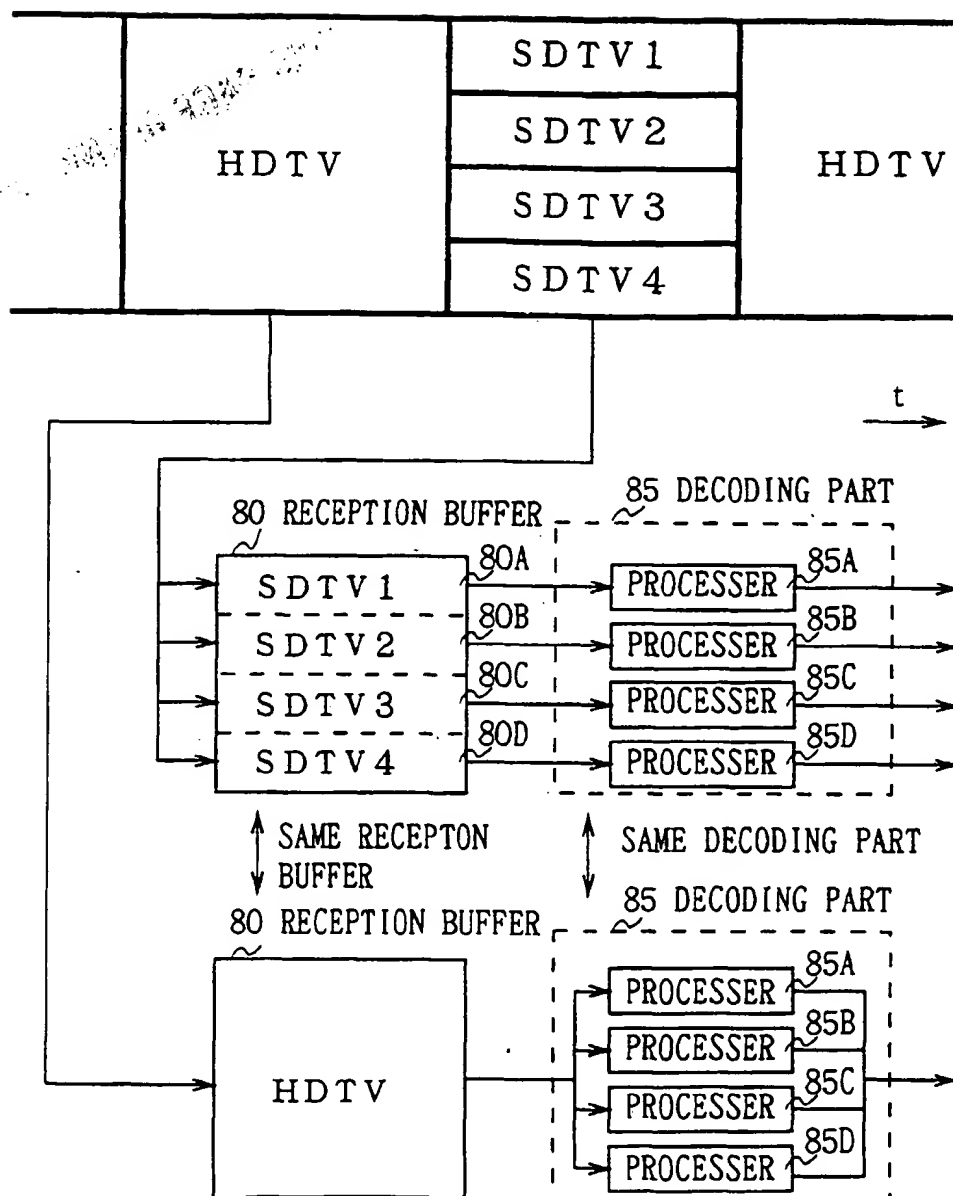 SDTV1
SDTV2
HDTV
HDTV
SDTV3
SDTV4
t
85 DECODING PART
80 RECEPTION BUFFER
80A
85A
SDTV1
PROCESSER
80B
85B
SDTV2
PROCESSER
80C
85C
SDTV3
PROCESSER
80D
85D
SDTV4
PROCESSER
SAME RECEPTON
BUFFER
SAME DECODING PART
85 DECODING PART
80 RECEPTION BUFFER
85A
PROCESSER
85B
PROCESSER
85C
HDTV
PROCESSER
85D
PROCESSER